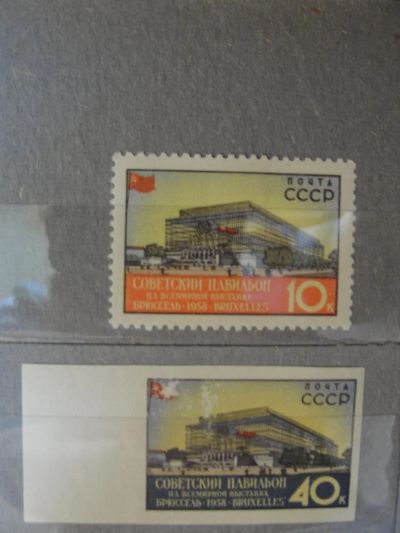 ПОЧТА
СССР
СОВЕТСКИЙ ПАВИЛЬОН
НА ВСЕМИРНОЙ ВЫСТАВКЕ
БРЮССЕЛЬ·1958·BRUXELLES
10К
ПОЧТА
СССР
СОВЕТСКИЙ ПАВИЛЬОН
НА ВСЕМИРНОЙ ВЫСТАВКЕ
БРЮССЕЛЬ·1958·BRUXELLES
40К